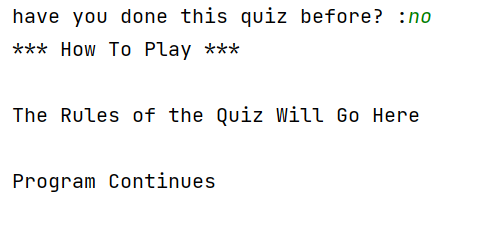 have you done this quiz before? :no
*** How To Play ***
The Rules of the Quiz Will Go Here
Program Continues